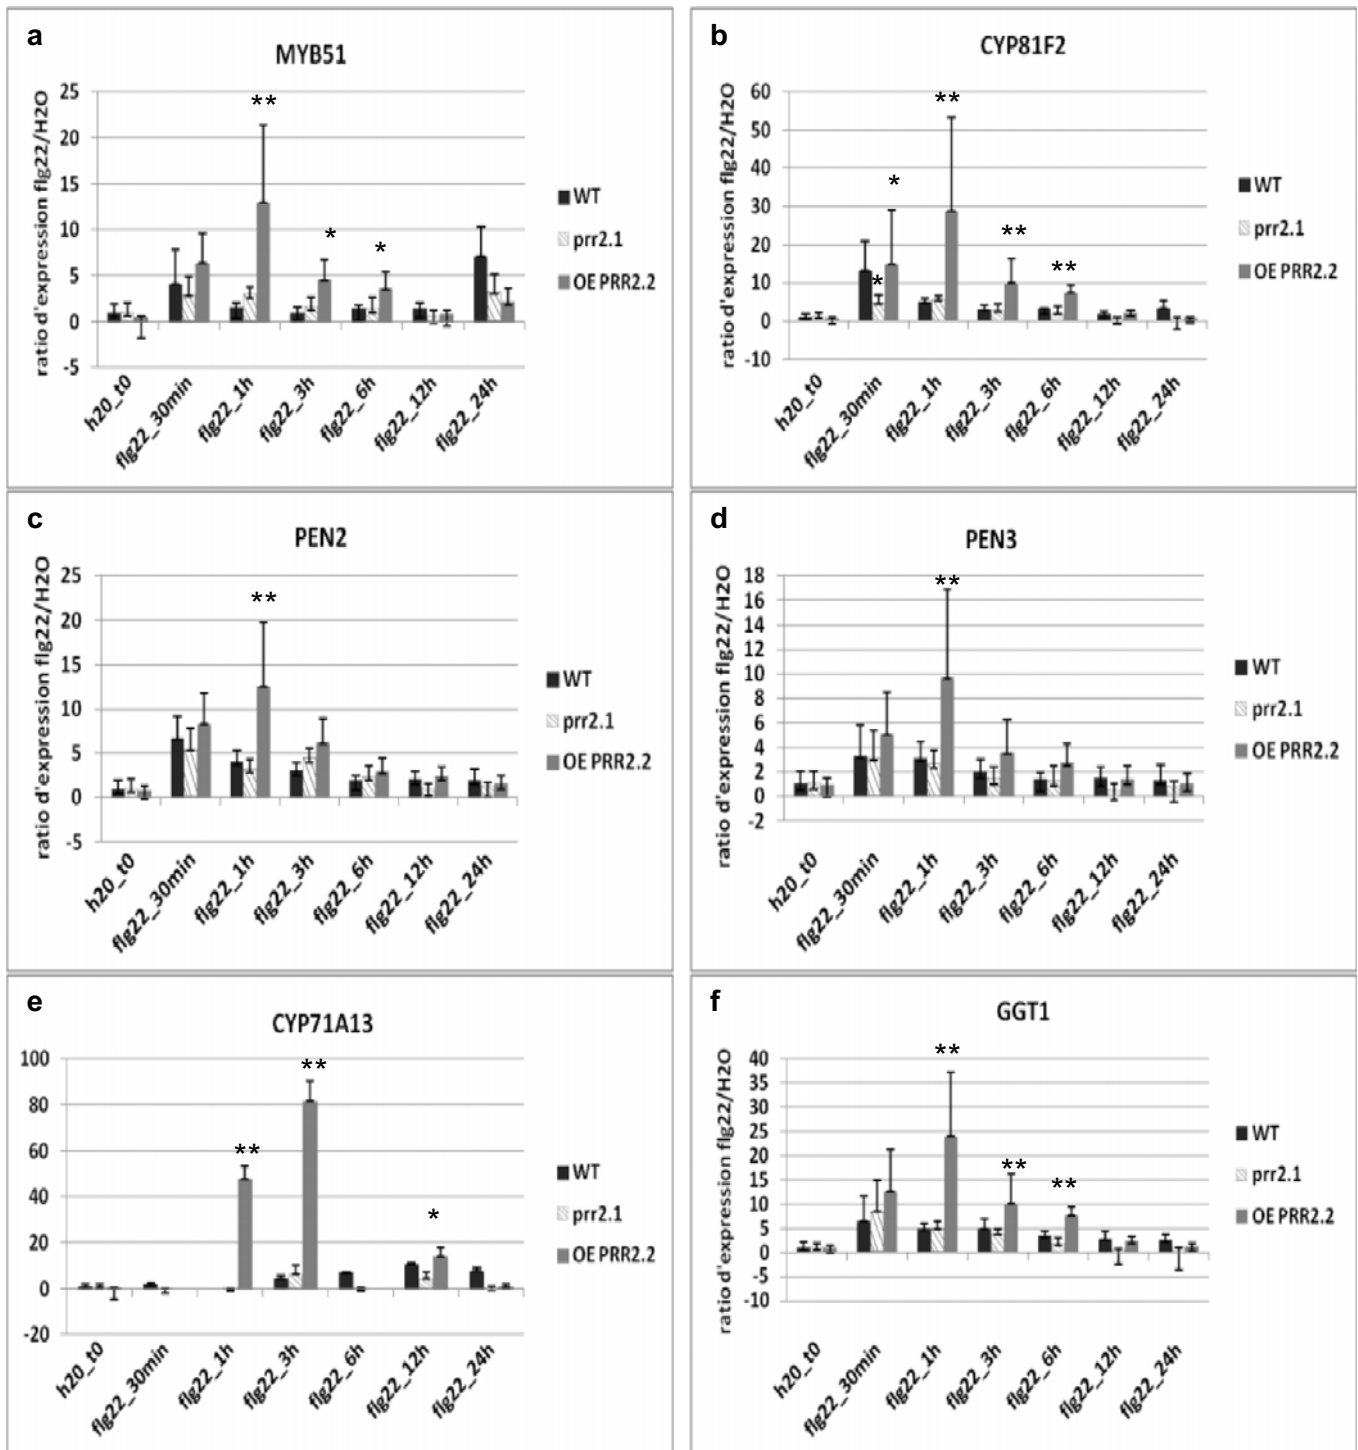 a
MYB51
ratio d'expression flg22/H2O
25
20
15
10
5
0
-5
**
*
*
h20_t0
flg22_30min
flg22_1h
flg22_3h
flg22_6h
flg22_12h
flg22_24h
WT
prr2.1
OE PRR2.2
b
CYP81F2
ratio d'expression flg22/H2O
60
50
40
30
20
10
0
-10
*
*
**
**
**
h20_t0
flg22_30min
flg22_1h
flg22_3h
flg22_6h
flg22_12h
flg22_24h
WT
prr2.1
OE PRR2.2
c
PEN2
ratio d'expression flg22/H2O
25
20
15
10
5
0
-5
**
h20_t0
flg22_30min
flg22_1h
flg22_3h
flg22_6h
flg22_12h
flg22_24h
WT
prr2.1
OE PRR2.2
d
PEN3
ratio d'expression flg22/H2O
18
16
14
12
10
8
6
4
2
0
-2
**
h20_t0
flg22_30min
flg22_1h
flg22_3h
flg22_6h
flg22_12h
flg22_24h
WT
prr2.1
OE PRR2.2
e
CYP71A13
100
80
60
40
20
0
-20
**
**
*
h20_t0
flg22_30min
flg22_1h
flg22_3h
flg22_6h
flg22_12h
flg22_24h
WT
prr2.1
OE PRR2.2
f
GGT1
ratio d'expression flg22/H2O
40
35
30
25
20
15
10
5
0
-5
-10
**
**
**
h20_t0
flg22_30min
flg22_1h
flg22_3h
flg22_6h
flg22_12h
flg22_24h
WT
prr2.1
OE PRR2.2